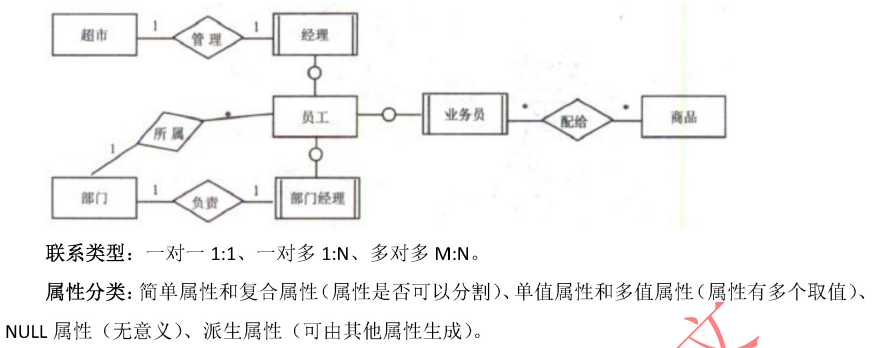 超市 1 管理 1 经理
员工 业务员 * 配给 * 商品
所属 *
1
部门 1 负责 1 部门经理
联系类型：一对一 1:1、一对多 1:N、多对多 M:N。
属性分类：简单属性和复合属性（属性是否可以分割）、单值属性和多值属性（属性有多个取值）、
NULL 属性（无意义）、派生属性（可由其他属性生成）。